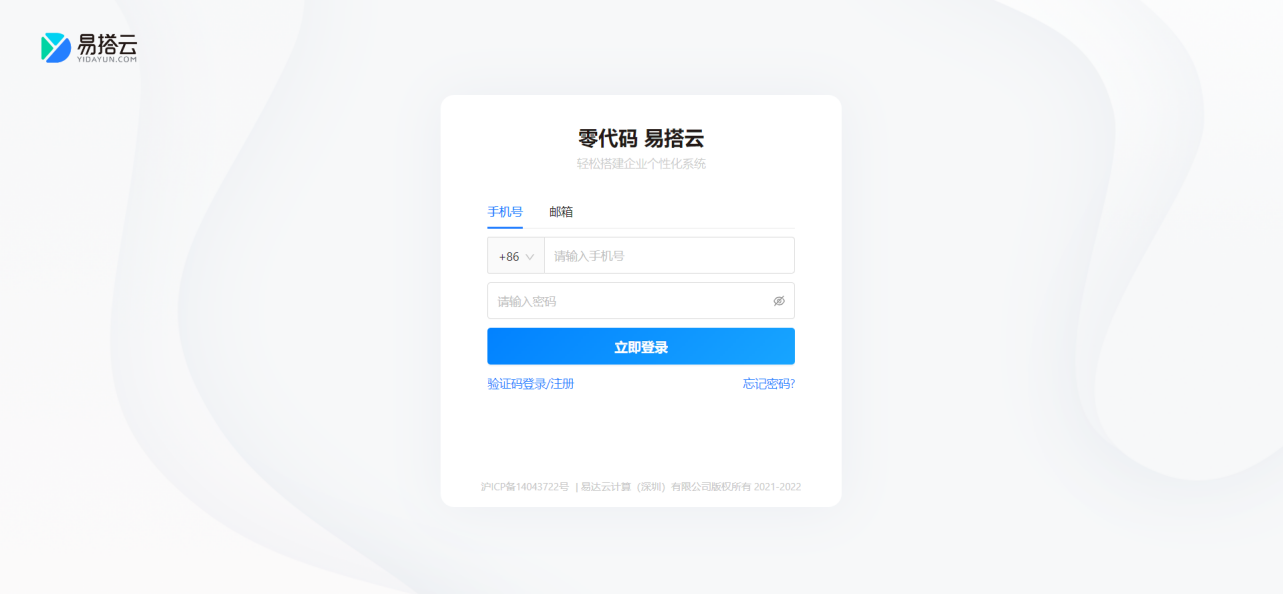 易搭云
YIDAYUN.COM
零代码 易搭云
轻松搭建企业个性化系统
手机号 邮箱
+86 请输入手机号
请输入密码
立即登录
验证码登录/注册 忘记密码?
沪ICP备14043722号 | 易达云计算（深圳）有限公司版权所有 2021-2022